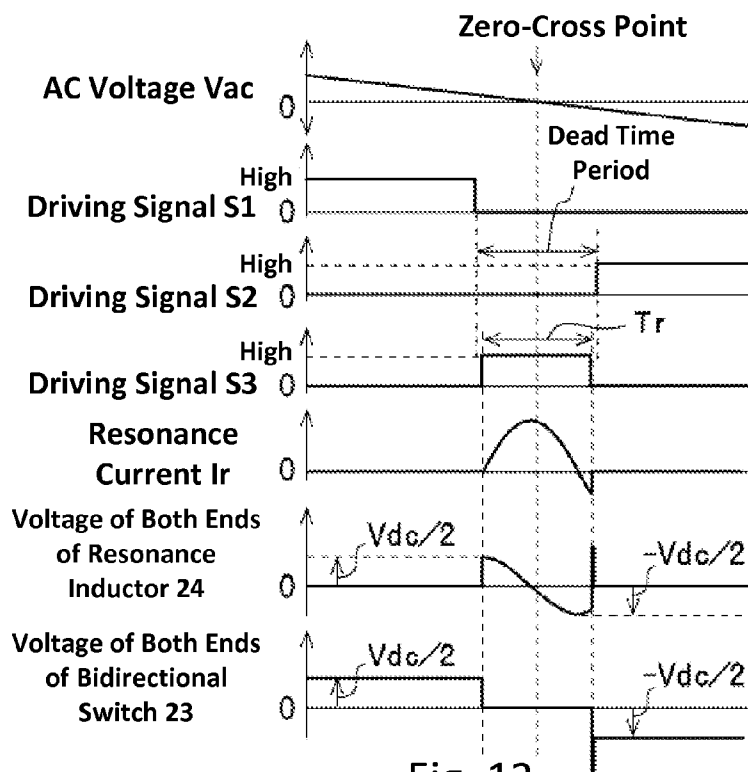 Zero-Cross Point
AC Voltage Vac
0
Dead Time
Period
High
Driving Signal S1
0
High
Driving Signal S2
0
Tr
High
Driving Signal S3
0
Resonance
Current Ir
0
Voltage of Both Ends
of Resonance
Inductor 24
Vdc/2
-Vdc/2
0
Voltage of Both Ends
of Bidirectional
Switch 23
Vdc/2
-Vdc/2
0